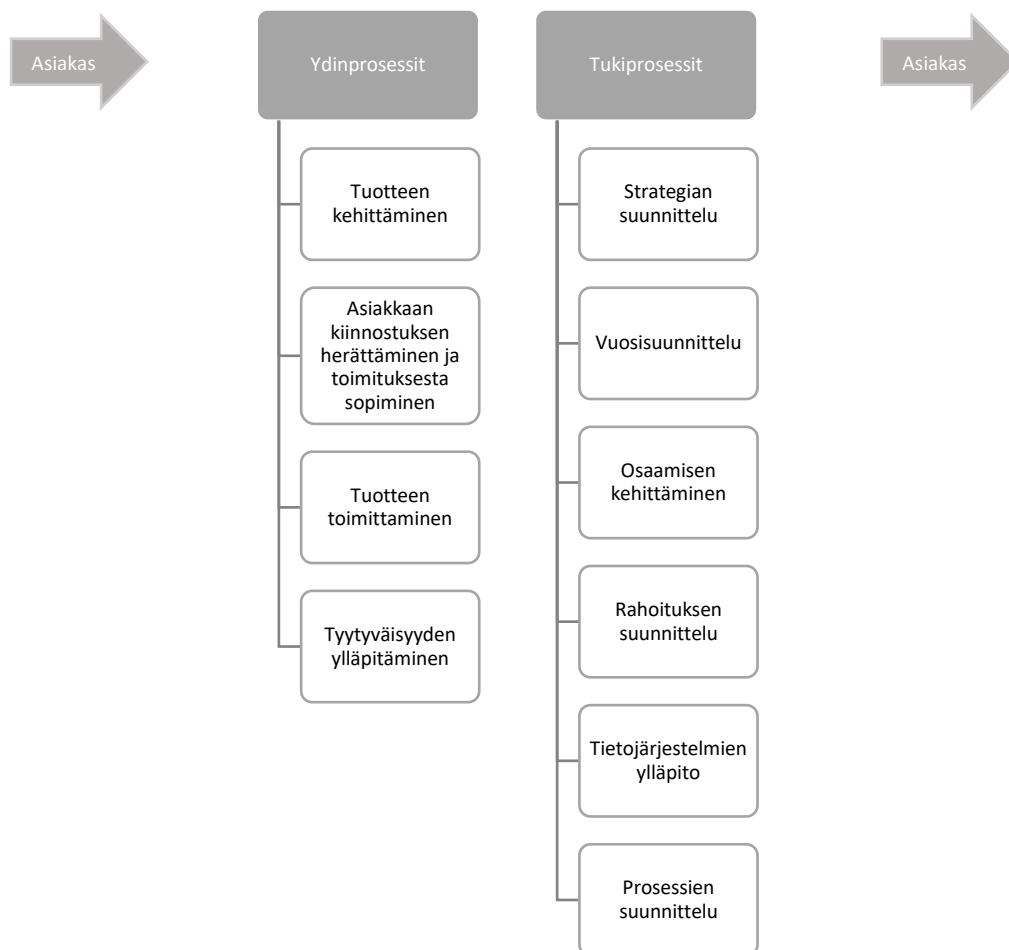 Asiakas
Ydinprosessit
Tukiprosessit
Asiakas
Tuotteen
kehittäminen
Asiakkaan
kiinnostuksen
herättäminen ja
toimituksesta
sopiminen
Tuotteen
toimittaminen
Tyytyväisyyden
ylläpitäminen
Strategian
suunnittelu
Vuosisuunnittelu
Osaamisen
kehittäminen
Rahoituksen
suunnittelu
Tietojärjestelmien
ylläpito
Prosessien
suunnittelu